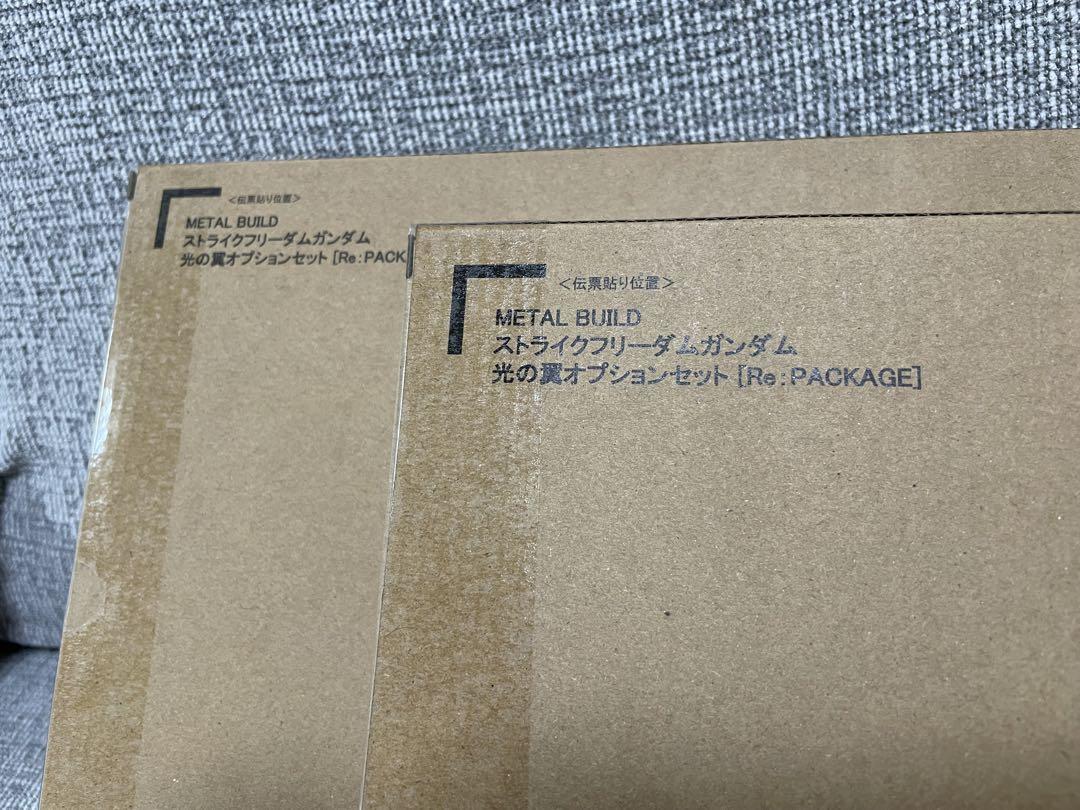 <伝票貼り位置>
METAL BUILD
ストライクフリーダムガンダム
光の翼オプションセット [Re:PACK
<伝票貼り位置>
METAL BUILD
ストライクフリーダムガンダム
光の翼オプションセット [Re:PACKAGE]